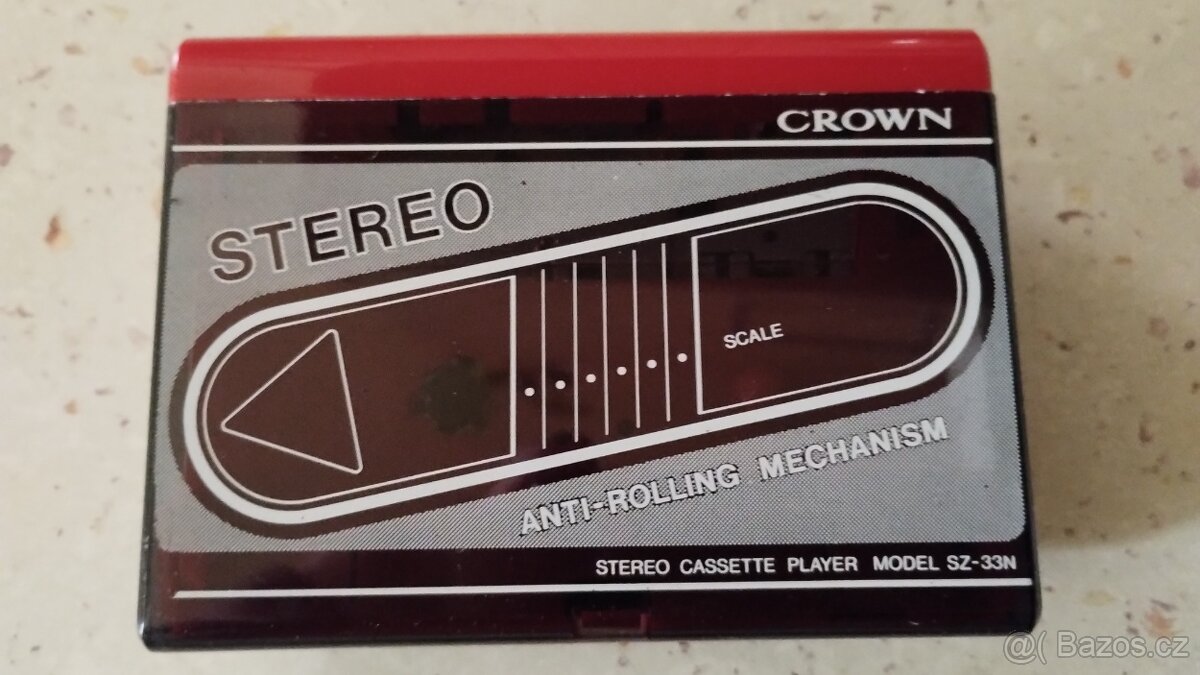 CROWN
STEREO
SCALE
ANTI-ROLLING MECHANISM
STEREO CASSETTE PLAYER MODEL SZ-33N
@( Bazos.cz